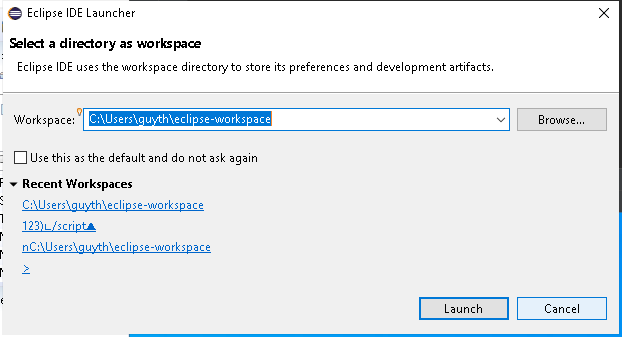 Eclipse IDE Launcher
Select a directory as workspace
Eclipse IDE uses the workspace directory to store its preferences and development artifacts.
Workspace: C:\Users\guyth\eclipse-workspace Browse...
Use this as the default and do not ask again
Recent Workspaces
C:\Users\guyth\eclipse-workspace
123)ㄴ/script▲
nC:\Users\guyth\eclipse-workspace
>
Launch Cancel